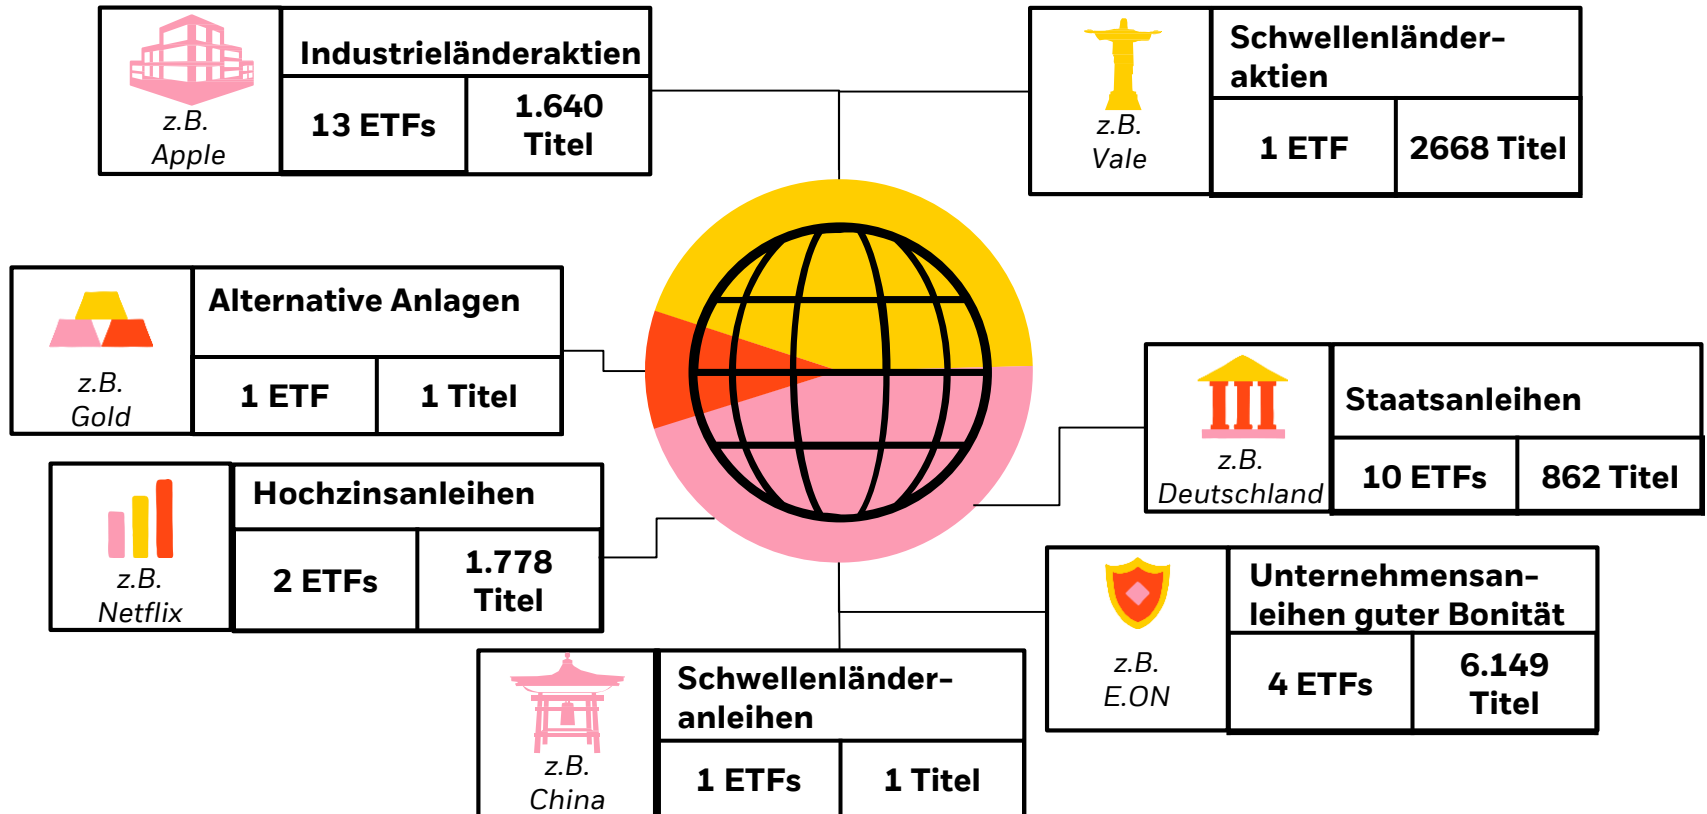 Industrieländeraktien
z.B.
Apple
13 ETFs
1.640
Titel
Schwellenländer-
aktien
z.B.
Vale
1 ETF
2668 Titel
Alternative Anlagen
z.B.
Gold
1 ETF
1 Titel
Staatsanleihen
z.B.
Deutschland
10 ETFs
862 Titel
Hochzinsanleihen
z.B.
Netflix
2 ETFs
1.778
Titel
Unternehmensan-
leihen guter Bonität
z.B.
E.ON
4 ETFs
6.149
Titel
Schwellenländer-
anleihen
z.B.
China
1 ETFs
1 Titel